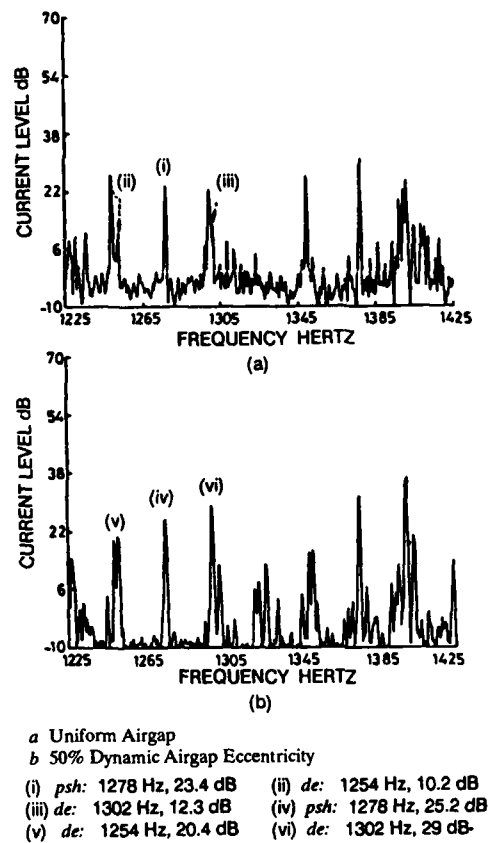 70
54
38
22
6
-10
CURRENT LEVEL dB
(ii)
(i)
(iii)
1225 1265 1305 1345 1385 1425
FREQUENCY HERTZ
(a)
70
54
38
22
6
-10
CURRENT LEVEL dB
(v)
(iv)
(vi)
1225 1265 1305 1345 1385 1425
FREQUENCY HERTZ
(b)
a Uniform Airgap
b 50% Dynamic Airgap Eccentricity
(i) psh: 1278 Hz, 23.4 dB (ii) de: 1254 Hz, 10.2 dB
(iii) de: 1302 Hz, 12.3 dB (iv) psh: 1278 Hz, 25.2 dB
(v) de: 1254 Hz, 20.4 dB (vi) de: 1302 Hz, 29 dB-